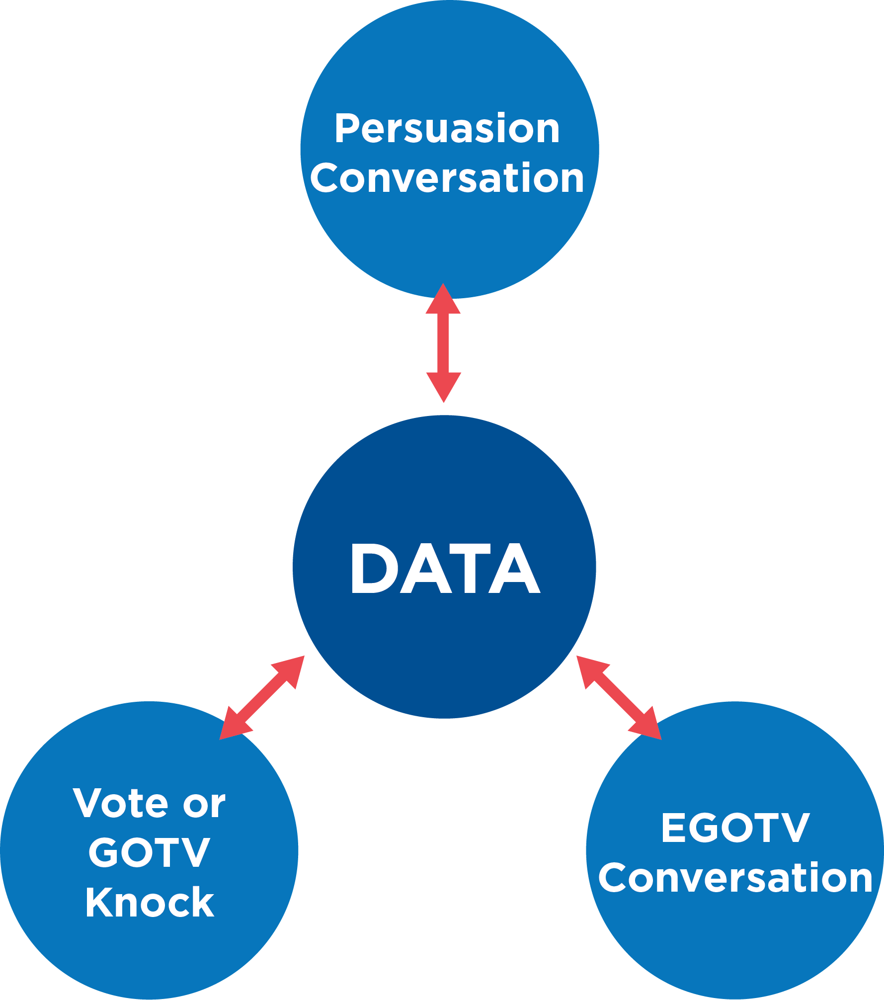 Persuasion
Conversation
DATA
Vote or
GOTV
Knock
EGOTV
Conversation